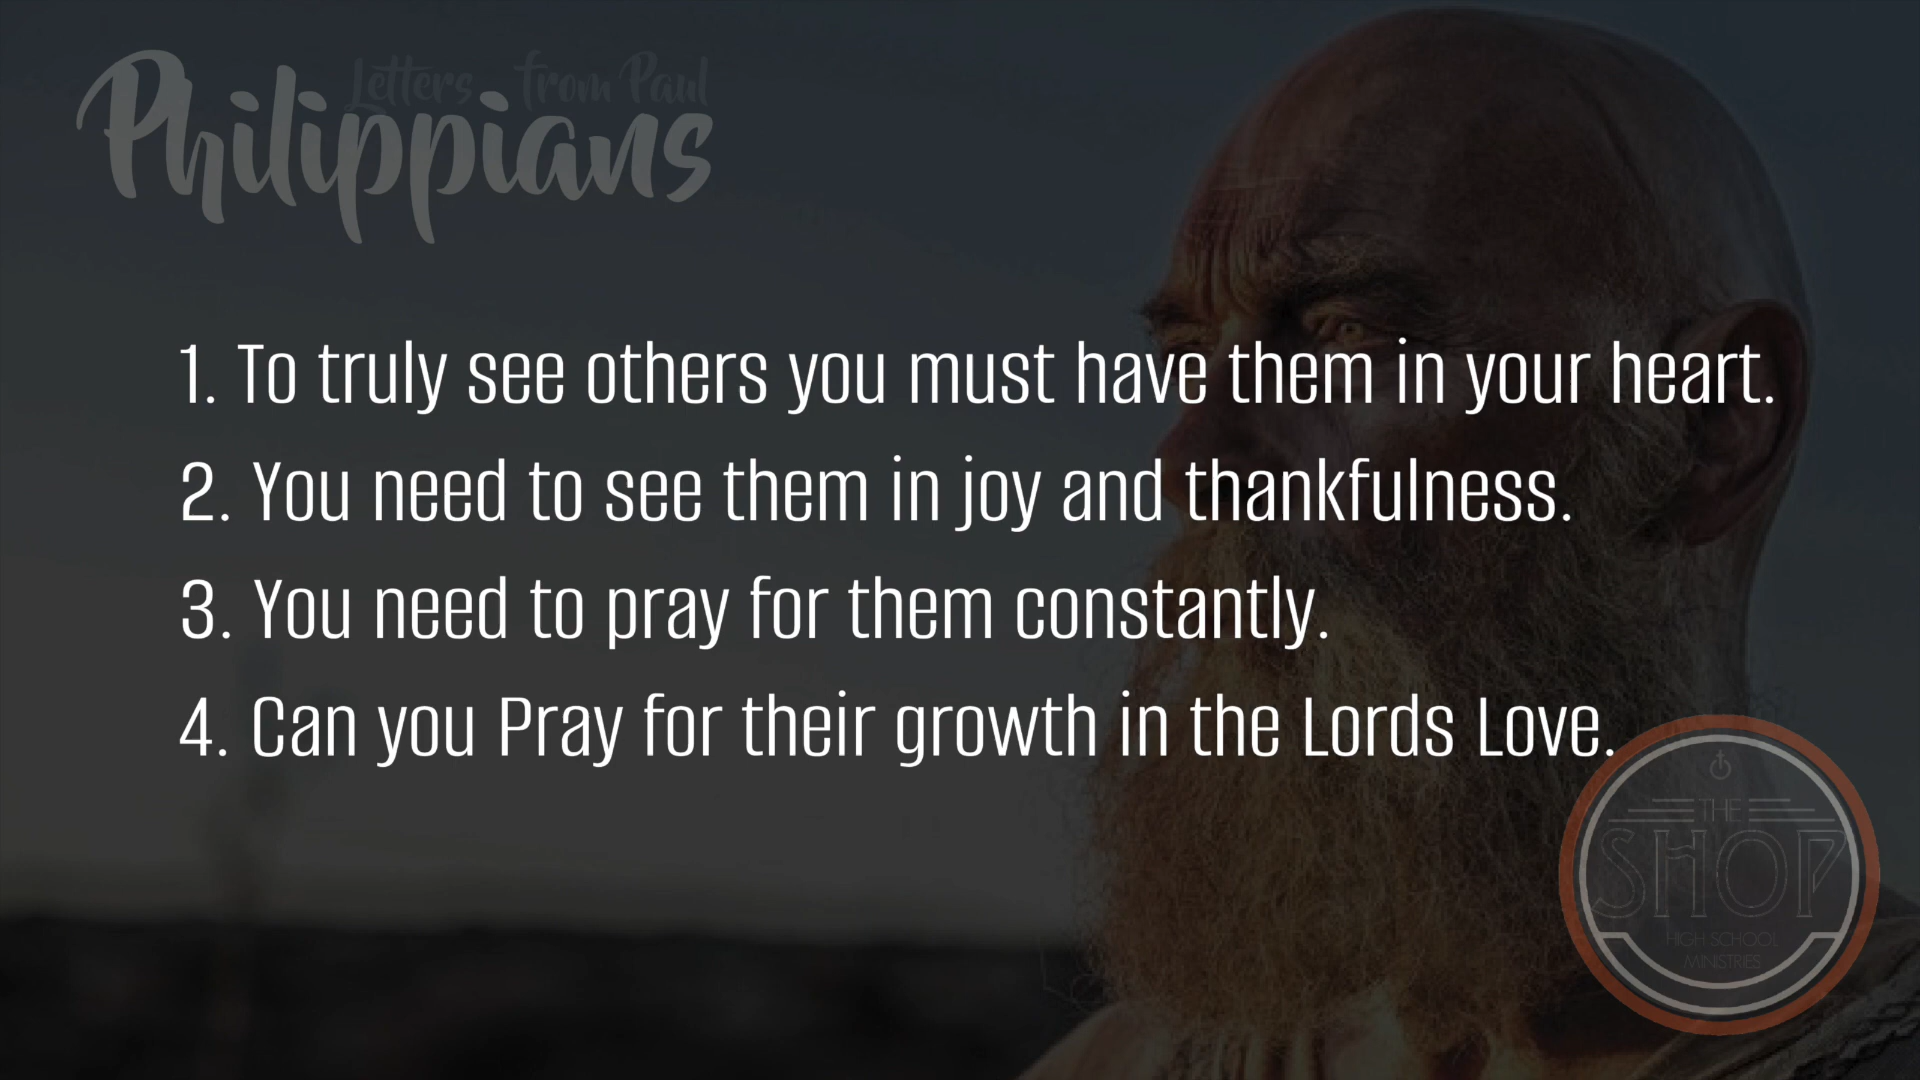 Letters from Paul
Philippians
1. To truly see others you must have them in your heart.
2. You need to see them in joy and thankfulness.
3. You need to pray for them constantly.
4. Can you Pray for their growth in the Lords Love.
THE
SHOP
HIGH SCHOOL
MINISTRIES